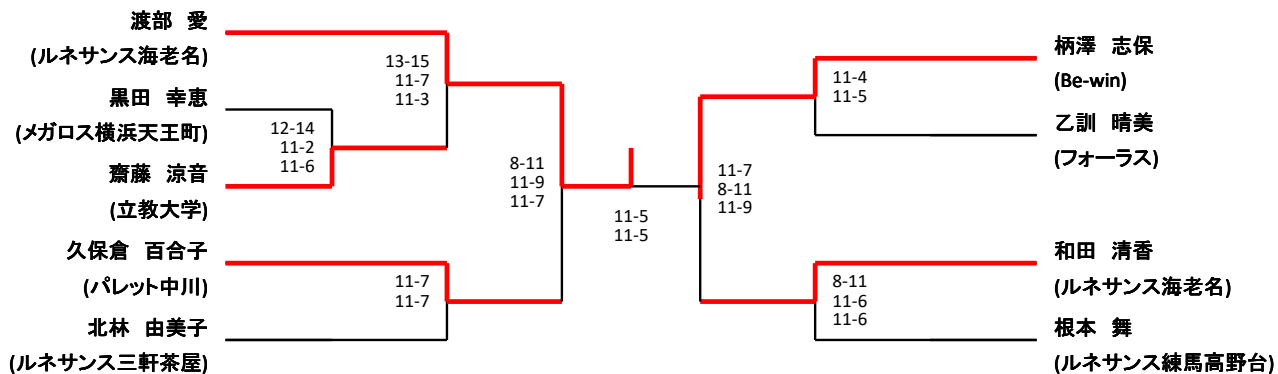 渡部　愛
(ルネサンス海老名)
黒田　幸恵
(メガロス横浜天王町)
齋藤　涼音
(立教大学)
久保倉　百合子
(パレット中川)
北林　由美子
(ルネサンス三軒茶屋)
13-15
11-7
11-3
12-14
11-2
11-6
11-7
11-7
8-11
11-9
11-7
11-5
11-5
11-7
8-11
11-9
11-4
11-5
8-11
11-6
11-6
柄澤　志保
(Be-win)
乙訓　晴美
(フォーラス)
和田　清香
(ルネサンス海老名)
根本　舞
(ルネサンス練馬高野台)